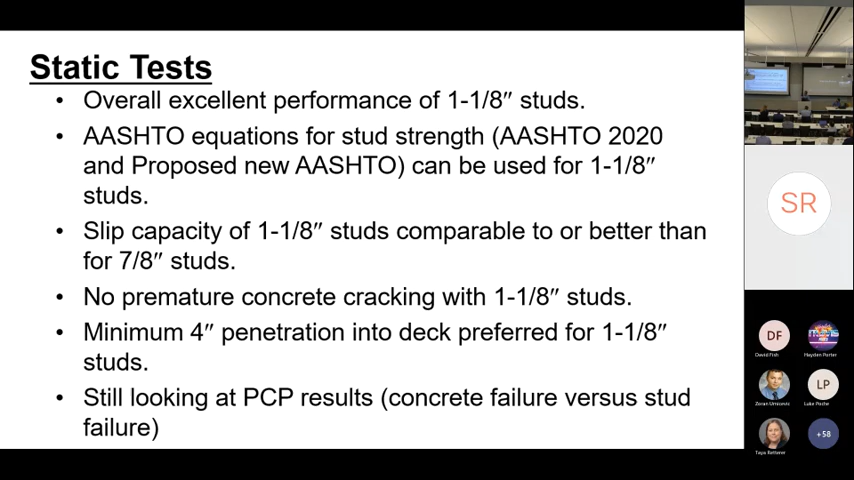 Static Tests
• Overall excellent performance of 1-1/8″ studs.
• AASHTO equations for stud strength (AASHTO 2020
and Proposed new AASHTO) can be used for 1-1/8″
studs.
• Slip capacity of 1-1/8″ studs comparable to or better than
for 7/8″ studs.
• No premature concrete cracking with 1-1/8″ studs.
• Minimum 4″ penetration into deck preferred for 1-1/8″
studs.
• Still looking at PCP results (concrete failure versus stud
failure)
SR
DF
David Fish
Hayden Porter
LP
+58